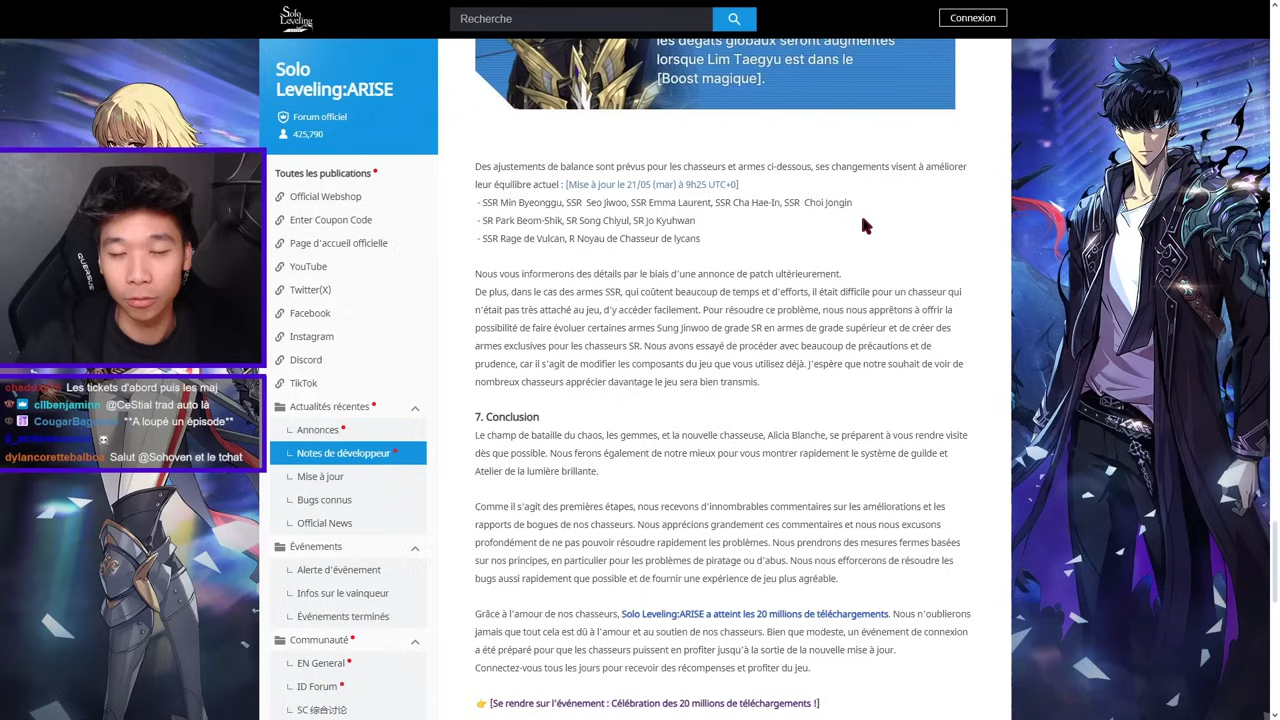 Solo
Leveling
Recherche
Connexion
Solo
Leveling:ARISE
Forum officiel
425,790
Toutes les publications
Official Webshop
Enter Coupon Code
Page d'accueil officielle
YouTube
Twitter(X)
Facebook
Instagram
Discord
TikTok
Actualités récentes
Annonces
Notes de développeur
Mise à jour
Bugs connus
Official News
Événements
Alerte d'événement
Infos sur le vainqueur
Événements terminés
Communauté
EN General
ID Forum
SC 综合讨论
les dégâts globaux seront augmentés
lorsque Lim Taegyu est dans le
[Boost magique].
Des ajustements de balance sont prévus pour les chasseurs et armes ci-dessous, ses changements visent à améliorer
leur équilibre actuel : [Mise à jour le 21/05 (mar) à 9h25 UTC+0]
- SSR Min Byeonggu, SSR Seo Jiwoo, SSR Emma Laurent, SSR Cha Hae-In, SSR Choi Jongin
- SR Park Beom-Shik, SR Song Chiyul, SR Jo Kyuhwan
- SSR Rage de Vulcan, R Noyau de Chasseur de lycans
Nous vous informerons des détails par le biais d'une annonce de patch ultérieurement.
De plus, dans le cas des armes SSR, qui coûtent beaucoup de temps et d'efforts, il était difficile pour un chasseur qui
n'était pas très attaché au jeu, d'y accéder facilement. Pour résoudre ce problème, nous nous apprêtons à offrir la
possibilité de faire évoluer certaines armes Sung Jinwoo de grade SR en armes de grade supérieur et de créer des
armes exclusives pour les chasseurs SR. Nous avons essayé de procéder avec beaucoup de précautions et de
prudence, car il s'agit de modifier les composants du jeu que vous utilisez déjà. J'espère que notre souhait de voir de
nombreux chasseurs apprécier davantage le jeu sera bien transmis.
7. Conclusion
Le champ de bataille du chaos, les gemmes, et la nouvelle chasseuse, Alicia Blanche, se préparent à vous rendre visite
dès que possible. Nous ferons également de notre mieux pour vous montrer rapidement le système de guilde et
Atelier de la lumière brillante.
Comme il s'agit des premières étapes, nous recevons d'innombrables commentaires sur les améliorations et les
rapports de bogues de nos chasseurs. Nous apprécions grandement ces commentaires et nous nous excusons
profondément de ne pas pouvoir résoudre rapidement les problèmes. Nous prendrons des mesures fermes basées
sur nos principes, en particulier pour les problèmes de piratage ou d'abus. Nous nous efforcerons de résoudre les
bugs aussi rapidement que possible et de fournir une expérience de jeu plus agréable.
Grâce à l'amour de nos chasseurs, Solo Leveling:ARISE a atteint les 20 millions de téléchargements. Nous n'oublierons
jamais que tout cela est dû à l'amour et au soutien de nos chasseurs. Bien que modeste, un événement de connexion
a été préparé pour que les chasseurs puissent en profiter jusqu'à la sortie de la nouvelle mise à jour.
Connectez-vous tous les jours pour recevoir des récompenses et profiter du jeu.
[Se rendre sur l'événement : Célébration des 20 millions de téléchargements !]
QUERSUS
Les tickets d'abord puis les maj
cilbenjaminn @CeStial trad auto là
**A loupé un épisode**
dylancorettebalboa Salut @Sohoven et le tchat